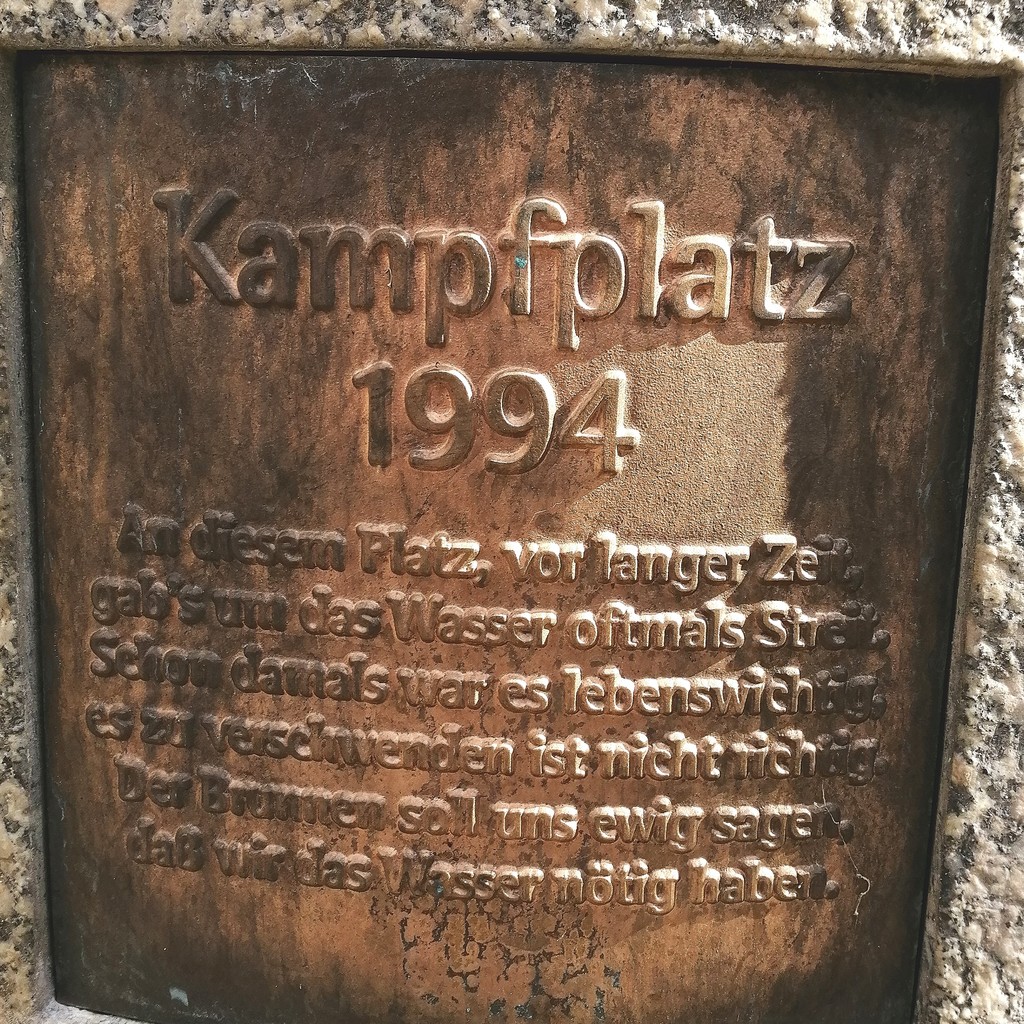 Kampfplatz
1994
An diesem Platz, vor langer Zeit,
gab's um das Wasser oftmals Streit.
Schon damals war es lebenswichtig,
es zu verschwenden ist nicht richtig.
Der Brunnen soll uns ewig sagen,
daß wir das Wasser nötig haben.